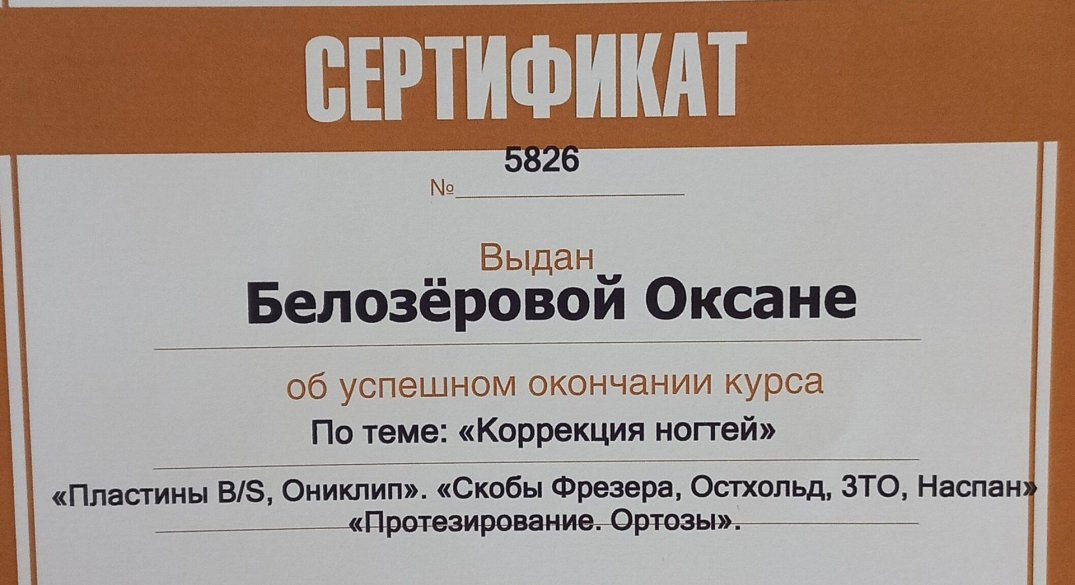 СЕРТИФИКАТ
5826
№
Выдан
Белозёровой Оксане
об успешном окончании курса
По теме: «Коррекция ногтей»
«Пластины B/S, Ониклип». «Скобы Фрезера, Остхольд, 3ТО, Наспан»
«Протезирование. Ортозы».